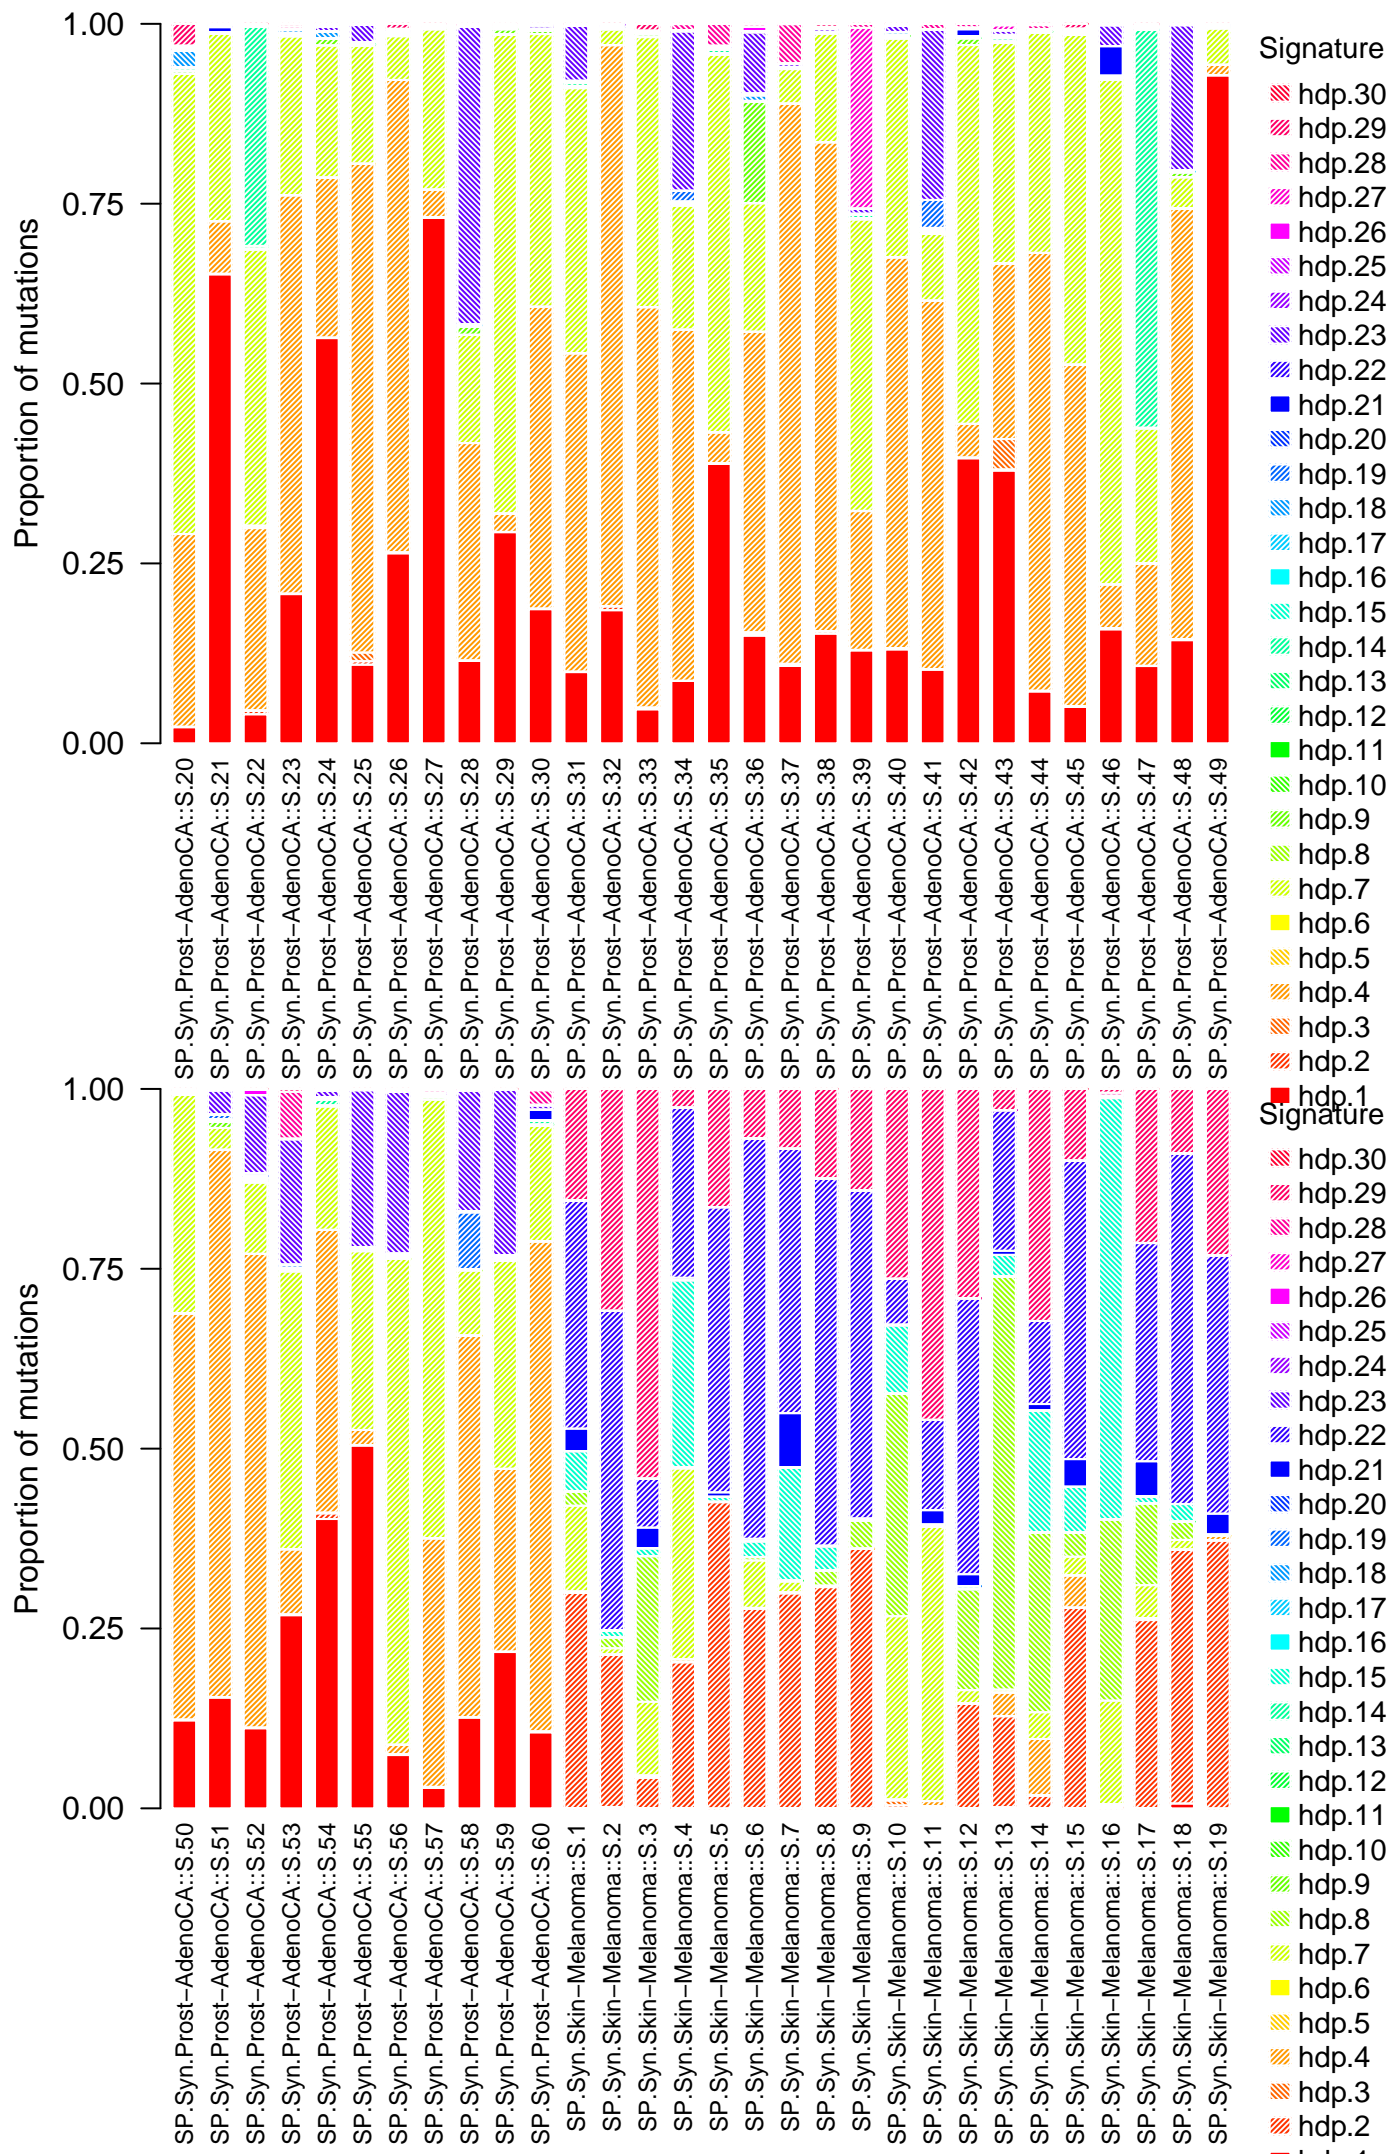 Signature
hdp.30
hdp.29
hdp.28
hdp.27
hdp.26
hdp.25
hdp.24
hdp.23
hdp.22
hdp.21
hdp.20
hdp.19
hdp.18
hdp.17
hdp.16
hdp.15
hdp.14
hdp.13
hdp.12
hdp.11
hdp.10
hdp.9
hdp.8
hdp.7
hdp.6
hdp.5
hdp.4
hdp.3
hdp.2
hdp.1
Proportion of mutations
1.00
0.75
0.50
0.25
0.00
SP.Syn.Prost−AdenoCA::S.20
SP.Syn.Prost−AdenoCA::S.21
SP.Syn.Prost−AdenoCA::S.22
SP.Syn.Prost−AdenoCA::S.23
SP.Syn.Prost−AdenoCA::S.24
SP.Syn.Prost−AdenoCA::S.25
SP.Syn.Prost−AdenoCA::S.26
SP.Syn.Prost−AdenoCA::S.27
SP.Syn.Prost−AdenoCA::S.28
SP.Syn.Prost−AdenoCA::S.29
SP.Syn.Prost−AdenoCA::S.30
SP.Syn.Prost−AdenoCA::S.31
SP.Syn.Prost−AdenoCA::S.32
SP.Syn.Prost−AdenoCA::S.33
SP.Syn.Prost−AdenoCA::S.34
SP.Syn.Prost−AdenoCA::S.35
SP.Syn.Prost−AdenoCA::S.36
SP.Syn.Prost−AdenoCA::S.37
SP.Syn.Prost−AdenoCA::S.38
SP.Syn.Prost−AdenoCA::S.39
SP.Syn.Prost−AdenoCA::S.40
SP.Syn.Prost−AdenoCA::S.41
SP.Syn.Prost−AdenoCA::S.42
SP.Syn.Prost−AdenoCA::S.43
SP.Syn.Prost−AdenoCA::S.44
SP.Syn.Prost−AdenoCA::S.45
SP.Syn.Prost−AdenoCA::S.46
SP.Syn.Prost−AdenoCA::S.47
SP.Syn.Prost−AdenoCA::S.48
SP.Syn.Prost−AdenoCA::S.49
Signature
hdp.30
hdp.29
hdp.28
hdp.27
hdp.26
hdp.25
hdp.24
hdp.23
hdp.22
hdp.21
hdp.20
hdp.19
hdp.18
hdp.17
hdp.16
hdp.15
hdp.14
hdp.13
hdp.12
hdp.11
hdp.10
hdp.9
hdp.8
hdp.7
hdp.6
hdp.5
hdp.4
hdp.3
hdp.2
Proportion of mutations
1.00
0.75
0.50
0.25
0.00
SP.Syn.Prost−AdenoCA::S.50
SP.Syn.Prost−AdenoCA::S.51
SP.Syn.Prost−AdenoCA::S.52
SP.Syn.Prost−AdenoCA::S.53
SP.Syn.Prost−AdenoCA::S.54
SP.Syn.Prost−AdenoCA::S.55
SP.Syn.Prost−AdenoCA::S.56
SP.Syn.Prost−AdenoCA::S.57
SP.Syn.Prost−AdenoCA::S.58
SP.Syn.Prost−AdenoCA::S.59
SP.Syn.Prost−AdenoCA::S.60
SP.Syn.Skin−Melanoma::S.1
SP.Syn.Skin−Melanoma::S.2
SP.Syn.Skin−Melanoma::S.3
SP.Syn.Skin−Melanoma::S.4
SP.Syn.Skin−Melanoma::S.5
SP.Syn.Skin−Melanoma::S.6
SP.Syn.Skin−Melanoma::S.7
SP.Syn.Skin−Melanoma::S.8
SP.Syn.Skin−Melanoma::S.9
SP.Syn.Skin−Melanoma::S.10
SP.Syn.Skin−Melanoma::S.11
SP.Syn.Skin−Melanoma::S.12
SP.Syn.Skin−Melanoma::S.13
SP.Syn.Skin−Melanoma::S.14
SP.Syn.Skin−Melanoma::S.15
SP.Syn.Skin−Melanoma::S.16
SP.Syn.Skin−Melanoma::S.17
SP.Syn.Skin−Melanoma::S.18
SP.Syn.Skin−Melanoma::S.19